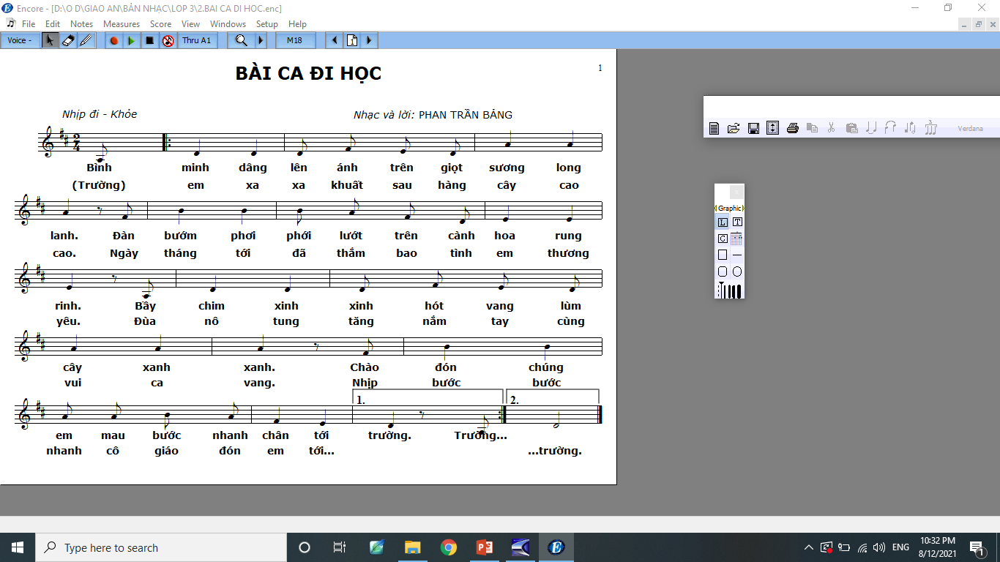 Encore - [D:\O D\GIAO AN\BẢN NHẠC\LOP 3\2.BAI CA DI HOC.enc]
File Edit Notes Measures Score View Windows Setup Help
Voice - Thru A1 M18 1
BÀI CA ĐI HỌC
1
Nhịp đi - Khỏe Nhạc và lời: PHAN TRẦN BẢNG
2
4
Bình minh dâng lên ánh trên giọt sương long
(Trường) em xa xa khuất sau hàng cây cao
lanh. Đàn bướm phơi phới lướt trên cành hoa rung
cao. Ngày tháng tới đã thắm bao tình em thương
rinh. Bầy chim xinh xinh hót vang lùm
yêu. Đùa nô tung tăng nắm tay cùng
cây xanh xanh. Chào đón chúng
vui ca vang. Nhịp bước bước
1. 2.
em mau bước nhanh chân tới trường. Trường...
nhanh cô giáo đón em tới... ...trường.
Verdana
Graphic
L T
C
Type here to search
ENG
10:32 PM
8/12/2021
1